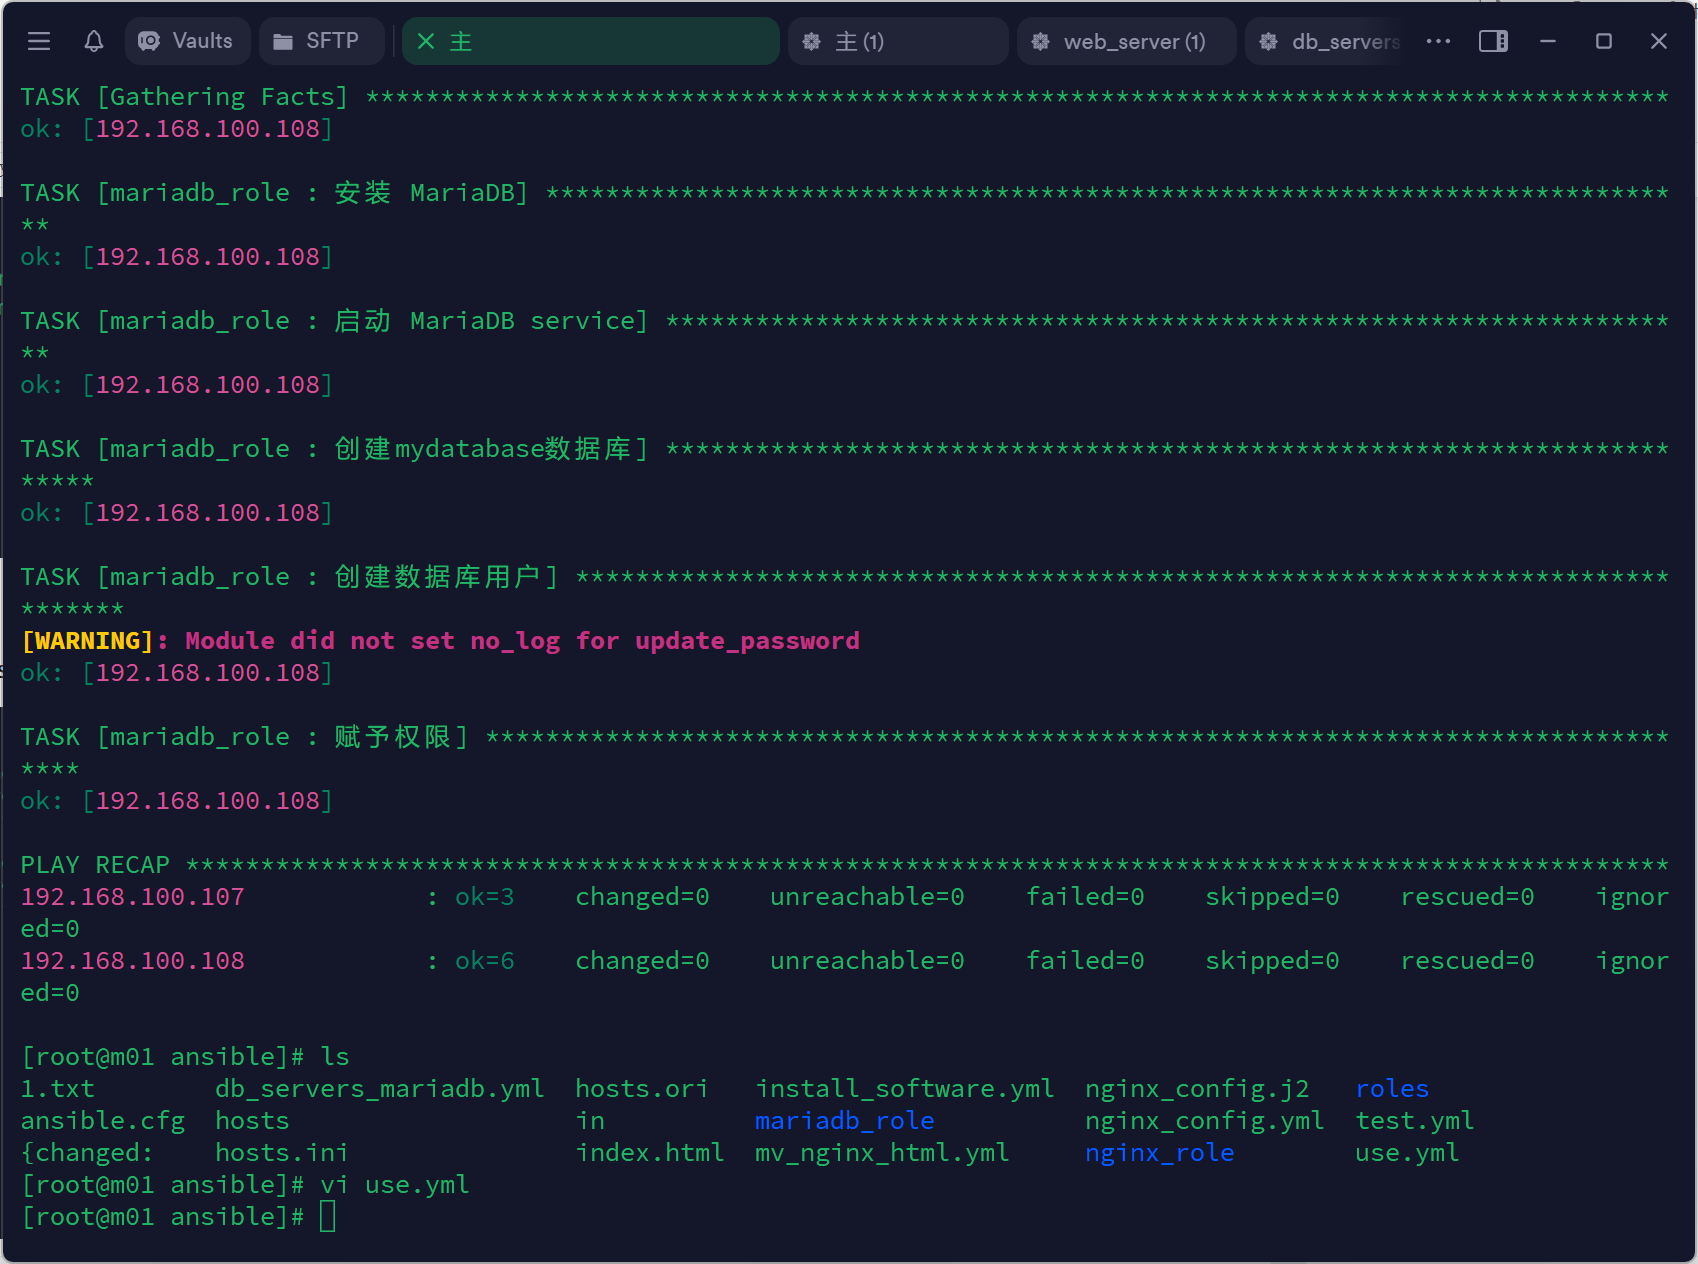 Vaults SFTP 主 主 (1) web_server (1) db_servers
TASK [Gathering Facts] ***************************************************************************************
ok: [192.168.100.108]
TASK [mariadb_role : 安装 MariaDB] ***************************************************************************
**
ok: [192.168.100.108]
TASK [mariadb_role : 启动 MariaDB service] *******************************************************************
**
ok: [192.168.100.108]
TASK [mariadb_role : 创建mydatabase数据库] *******************************************************************
*****
ok: [192.168.100.108]
TASK [mariadb_role : 创建数据库用户] *************************************************************************
*******
[WARNING]: Module did not set no_log for update_password
ok: [192.168.100.108]
TASK [mariadb_role : 赋予权限] *******************************************************************************
****
ok: [192.168.100.108]
PLAY RECAP ***************************************************************************************************
192.168.100.107 : ok=3 changed=0 unreachable=0 failed=0 skipped=0 rescued=0 ignor
ed=0
192.168.100.108 : ok=6 changed=0 unreachable=0 failed=0 skipped=0 rescued=0 ignor
ed=0
[root@m01 ansible]# ls
1.txt db_servers_mariadb.yml hosts.ori install_software.yml nginx_config.j2 roles
ansible.cfg hosts in mariadb_role nginx_config.yml test.yml
{changed: hosts.ini index.html mv_nginx_html.yml nginx_role use.yml
[root@m01 ansible]# vi use.yml
[root@m01 ansible]#